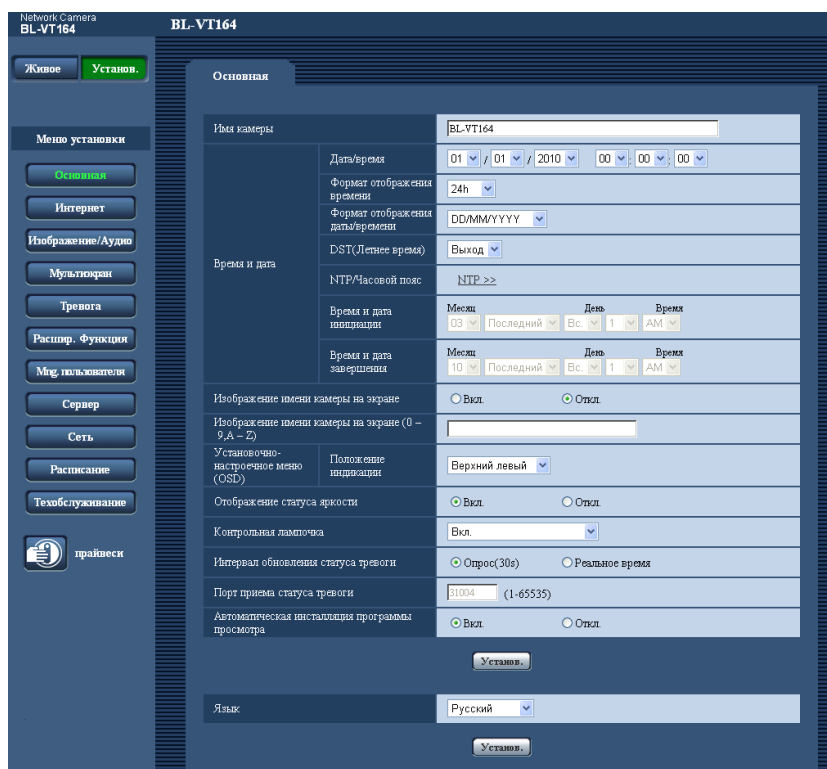 Network Camera
BL-VT164
BL-VT164
Живое
Установ.
Основная
Меню установки
Основная
Интернет
Изображение/Аудио
Мультиэкран
Тревога
Расшир. Функция
Mng. пользователя
Сервер
Сеть
Расписание
Техобслуживание
прайвеси
Имя камеры
BL-VT164
Время и дата
Дата/время
01 / 01 / 2010 00 : 00 : 00
Формат отображения
времени
24h
Формат отображения
даты/времени
DD/MM/YYYY
DST(Летнее время)
Выход
NTP/Часовой пояс
NTP >>
Время и дата
инициации
Месяц День Время
03 Последний Вс. 1 AM
Время и дата
завершения
Месяц День Время
10 Последний Вс. 1 AM
Изображение имени камеры на экране
Вкл. Откл.
Изображение имени камеры на экране (0 –
9,A – Z)
Установочно-
настроечное меню
(OSD)
Положение
индикации
Верхний левый
Отображение статуса яркости
Вкл. Откл.
Контрольная лампочка
Вкл.
Интервал обновления статуса тревоги
Опрос(30s) Реальное время
Порт приема статуса
тревоги
31004 (1-65535)
Автоматическая инсталляция программы
просмотра
Вкл. Откл.
Установ.
Язык
Русский
Установ.